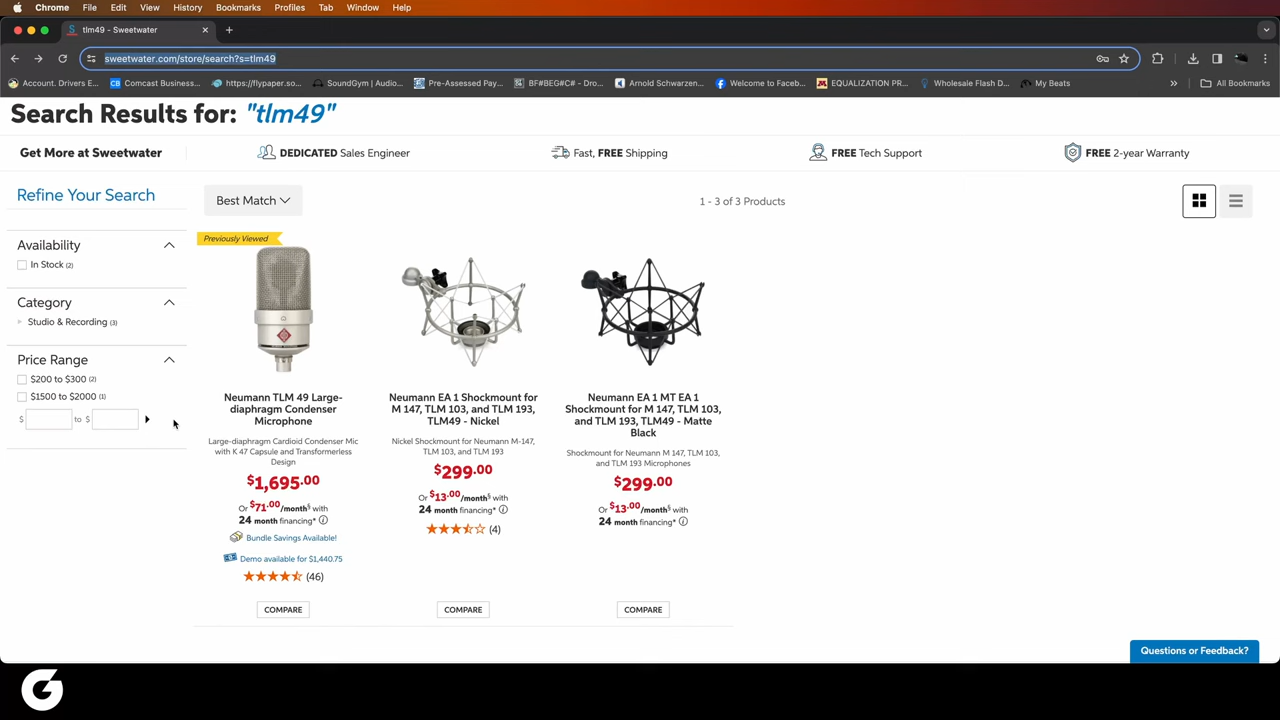 Chrome File Edit View History Bookmarks Profiles Tab Window Help
tlm49 - Sweetwater
sweetwater.com/store/search?s=tlm49
Account. Drivers E... Comcast Business... https://flypaper.so... SoundGym | Audio... Pre-Assessed Pay... BF#BEG#C# - Dro... Arnold Schwarzen... Welcome to Faceb... EQUALIZATION PR... Wholesale Flash D... My Beats » All Bookmarks
Search Results for: "tlm49"
Get More at Sweetwater DEDICATED Sales Engineer Fast, FREE Shipping FREE Tech Support FREE 2-year Warranty
Refine Your Search
Best Match
1 - 3 of 3 Products
Availability
In Stock (2)
Category
Studio & Recording (3)
Price Range
$200 to $300 (2)
$1500 to $2000 (1)
$ to $
Previously Viewed
Neumann TLM 49 Large-
diaphragm Condenser
Microphone
Large-diaphragm Cardioid Condenser Mic
with K 47 Capsule and Transformerless
Design
$1,695.00
Or $71.00/month§ with
24 month financing*
Bundle Savings Available!
Demo available for $1,440.75
(46)
COMPARE
Neumann EA 1 Shockmount for
M 147, TLM 103, and TLM 193,
TLM49 - Nickel
Nickel Shockmount for Neumann M-147,
TLM 103, and TLM 193
$299.00
Or $13.00/month§ with
24 month financing*
(4)
COMPARE
Neumann EA 1 MT EA 1
Shockmount for M 147, TLM 103,
and TLM 193, TLM49 - Matte
Black
Shockmount for Neumann M 147, TLM 103,
and TLM 193 Microphones
$299.00
Or $13.00/month§ with
24 month financing*
COMPARE
Questions or Feedback?